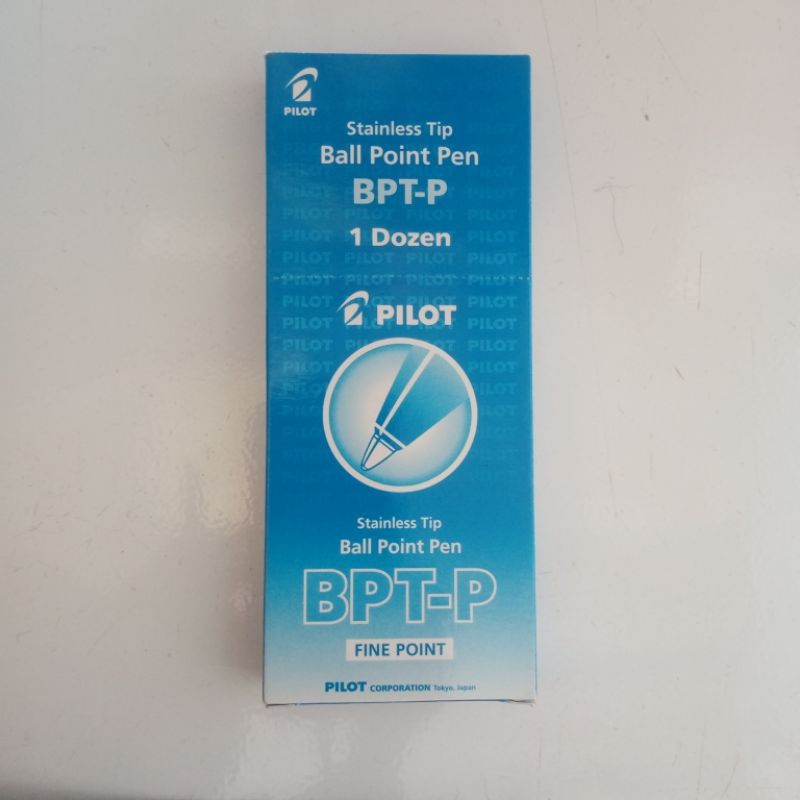 PILOT
Stainless Tip
Ball Point Pen
BPT-P
1 Dozen
PILOT
Stainless Tip
Ball Point Pen
BPT-P
FINE POINT
PILOT CORPORATION Tokyo, Japan